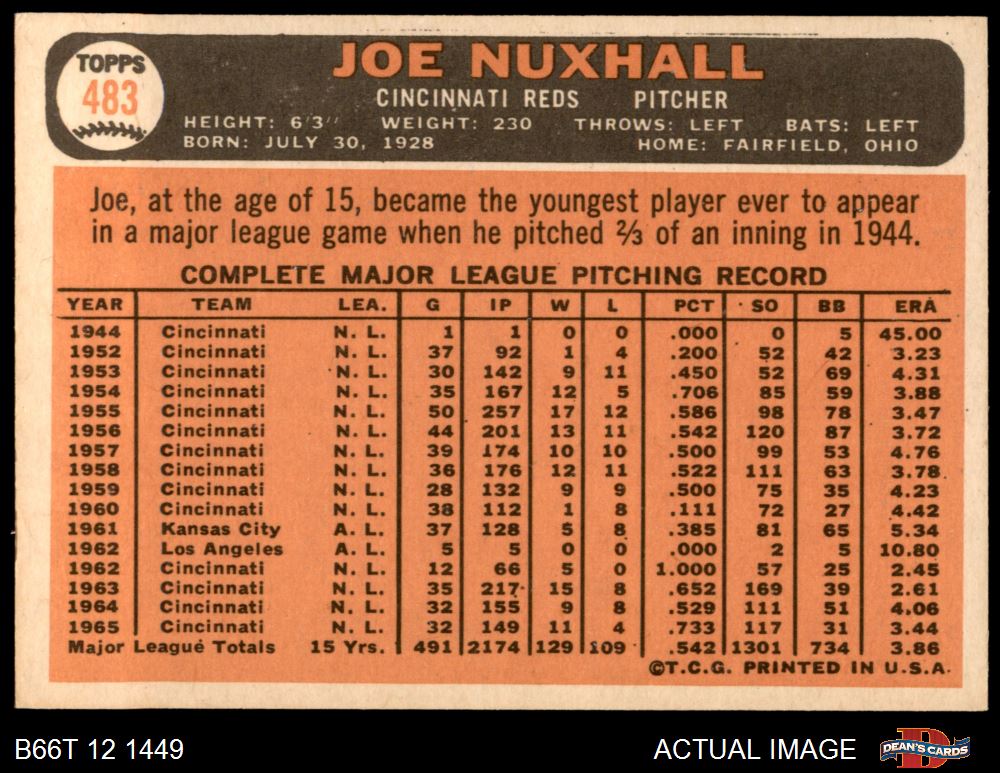 TOPPS
483
JOE NUXHALL
CINCINNATI REDS PITCHER
HEIGHT: 6'3" WEIGHT: 230 THROWS: LEFT BATS: LEFT
BORN: JULY 30, 1928 HOME: FAIRFIELD, OHIO
Joe, at the age of 15, became the youngest player ever to appear
in a major league game when he pitched ⅔ of an inning in 1944.
COMPLETE MAJOR LEAGUE PITCHING RECORD
YEAR TEAM LEA. G IP W L PCT SO BB ERA
1944 Cincinnati N. L. 1 1 0 0 .000 0 5 45.00
1952 Cincinnati N. L. 37 92 1 4 .200 52 42 3.23
1953 Cincinnati N. L. 30 142 9 11 .450 52 69 4.31
1954 Cincinnati N. L. 35 167 12 5 .706 85 59 3.88
1955 Cincinnati N. L. 50 257 17 12 .586 98 78 3.47
1956 Cincinnati N. L. 44 201 13 11 .542 120 87 3.72
1957 Cincinnati N. L. 39 174 10 10 .500 99 53 4.76
1958 Cincinnati N. L. 36 176 12 11 .522 111 63 3.78
1959 Cincinnati N. L. 28 132 9 9 .500 75 35 4.23
1960 Cincinnati N. L. 38 112 1 8 .111 72 27 4.42
1961 Kansas City A. L. 37 128 5 8 .385 81 65 5.34
1962 Los Angeles A. L. 5 5 0 0 .000 2 5 10.80
1962 Cincinnati N. L. 12 66 5 0 1.000 57 25 2.45
1963 Cincinnati N. L. 35 217 15 8 .652 169 39 2.61
1964 Cincinnati N. L. 32 155 9 8 .529 111 51 4.06
1965 Cincinnati N. L. 32 149 11 4 .733 117 31 3.44
Major League Totals 15 Yrs. 491 2174 129 109 .542 1301 734 3.86
©T.C.G. PRINTED IN U.S.A.
B66T 12 1449 ACTUAL IMAGE DEAN'S CARDS